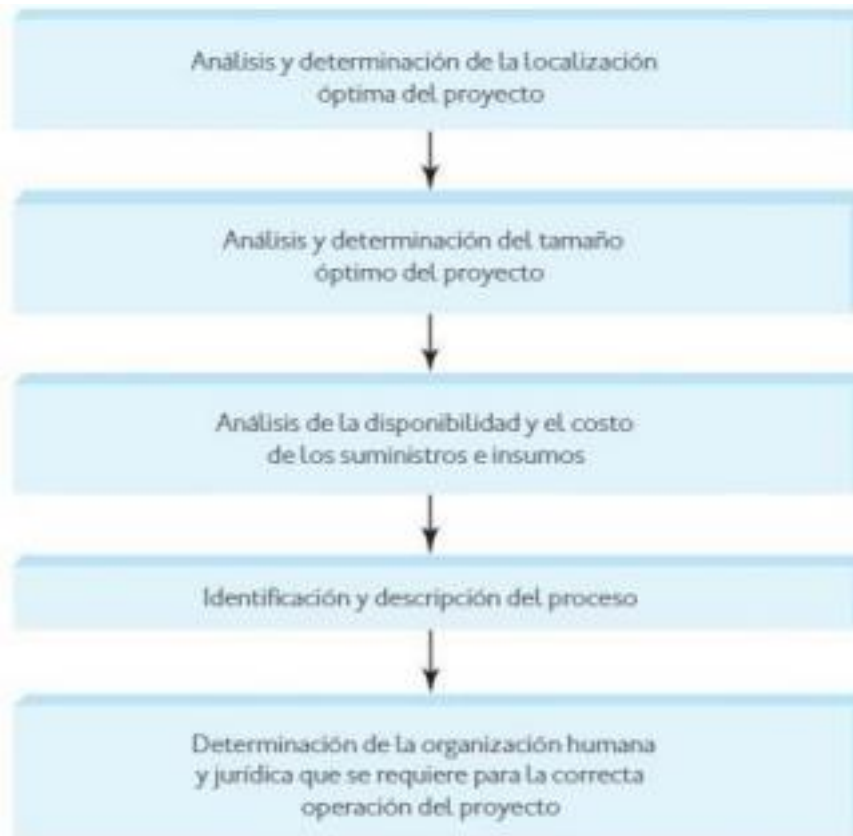 Análisis y determinación de la localización
óptima del proyecto
Análisis y determinación del tamaño
óptimo del proyecto
Análisis de la disponibilidad y el costo
de los suministros e insumos
Identificación y descripción del proceso
Determinación de la organización humana
y jurídica que se requiere para la correcta
operación del proyecto